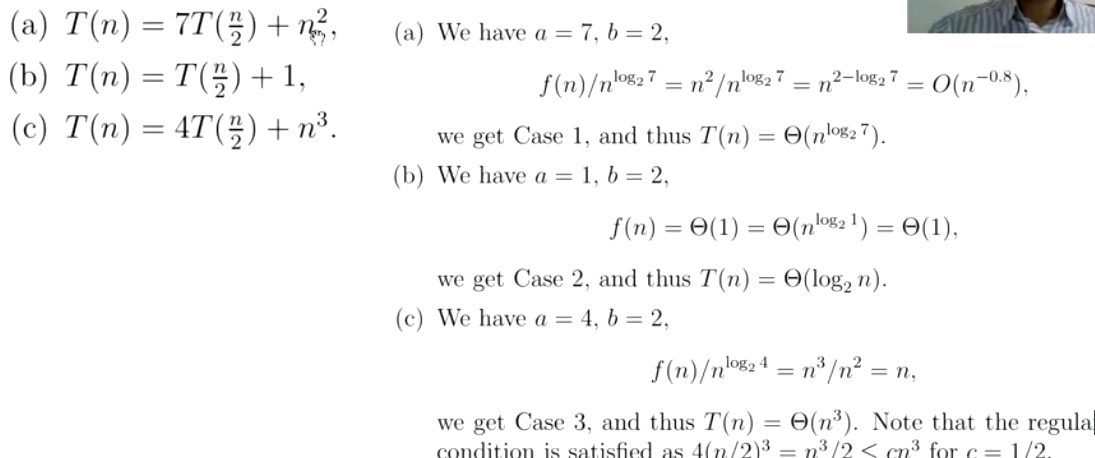 (a) T(n) = 7T(n/2) + n²,
(b) T(n) = T(n/2) + 1,
(c) T(n) = 4T(n/2) + n³.
(a) We have a = 7, b = 2,
f(n)/n^{log₂ 7} = n²/n^{log₂ 7} = n^{2−log₂ 7} = O(n^{−0.8}),
we get Case 1, and thus T(n) = Θ(n^{log₂ 7}).
(b) We have a = 1, b = 2,
f(n) = Θ(1) = Θ(n^{log₂ 1}) = Θ(1),
we get Case 2, and thus T(n) = Θ(log₂ n).
(c) We have a = 4, b = 2,
f(n)/n^{log₂ 4} = n³/n² = n,
we get Case 3, and thus T(n) = Θ(n³). Note that the regula
condition is satisfied as 4(n/2)³ = n³/2 ≤ cn³ for c = 1/2.